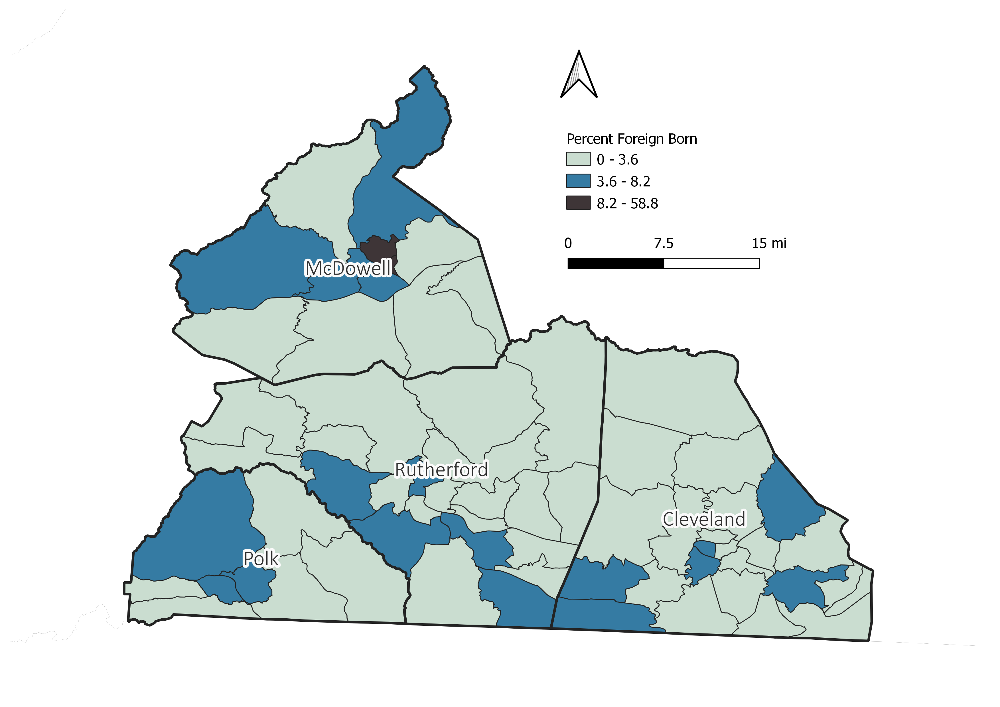 Percent Foreign Born
0 - 3.6
3.6 - 8.2
8.2 - 58.8
0 7.5 15 mi
McDowell
Rutherford
Cleveland
Polk